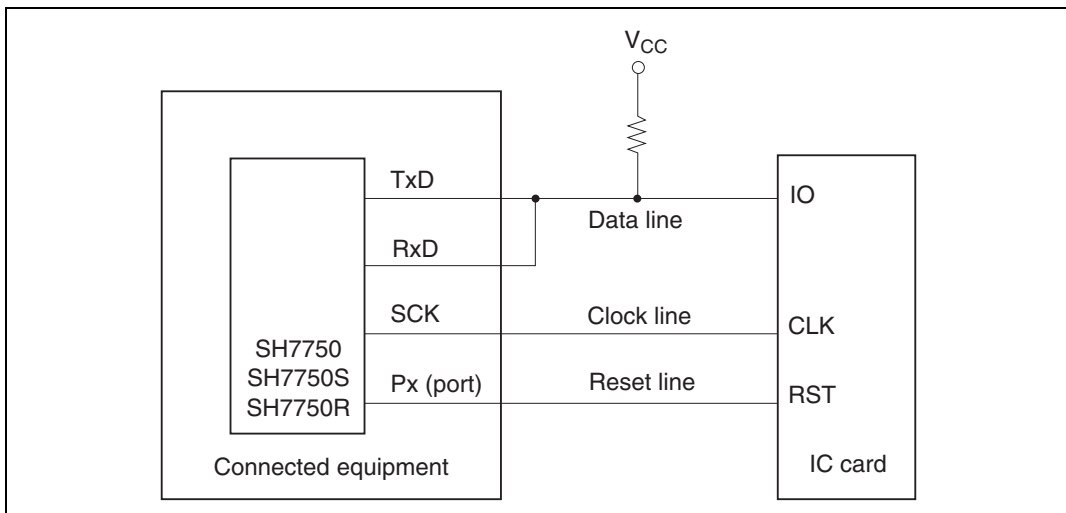 VCC
TxD
IO
Data line
RxD
SCK
Clock line
CLK
SH7750
SH7750S
SH7750R
Px (port)
Reset line
RST
Connected equipment
IC card